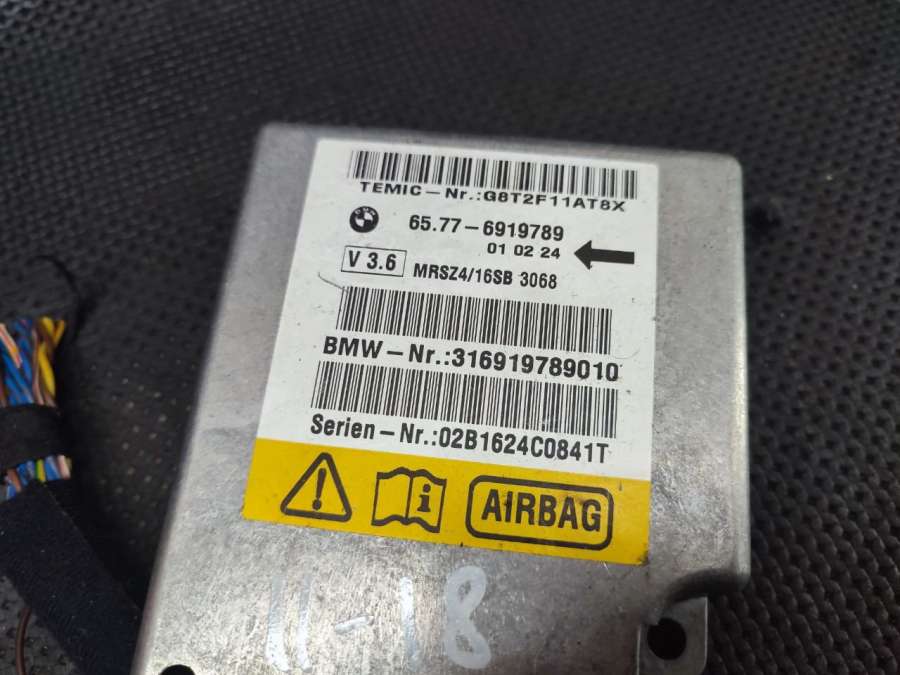 TEMIC-Nr.:G8T2F11AT8X
65.77-6919789
01 02 24
V 3.6 MRSZ4/16SB 3068
BMW-Nr.:316919789010
Serien-Nr.:02B1624C0841T
AIRBAG
11-18